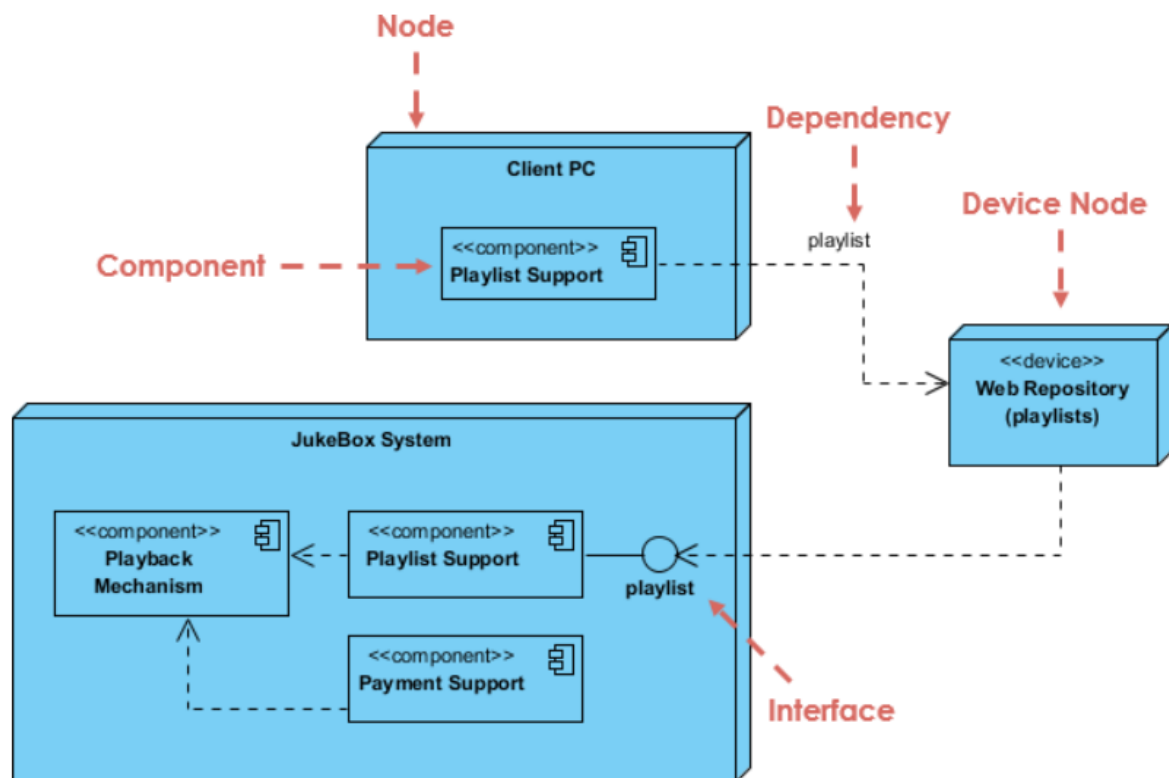 Node
Dependency
Client PC
Device Node
<<component>>
Playlist Support
playlist
Component
<<device>>
Web Repository
(playlists)
JukeBox System
<<component>>
Playback
Mechanism
<<component>>
Playlist Support
playlist
<<component>>
Payment Support
Interface